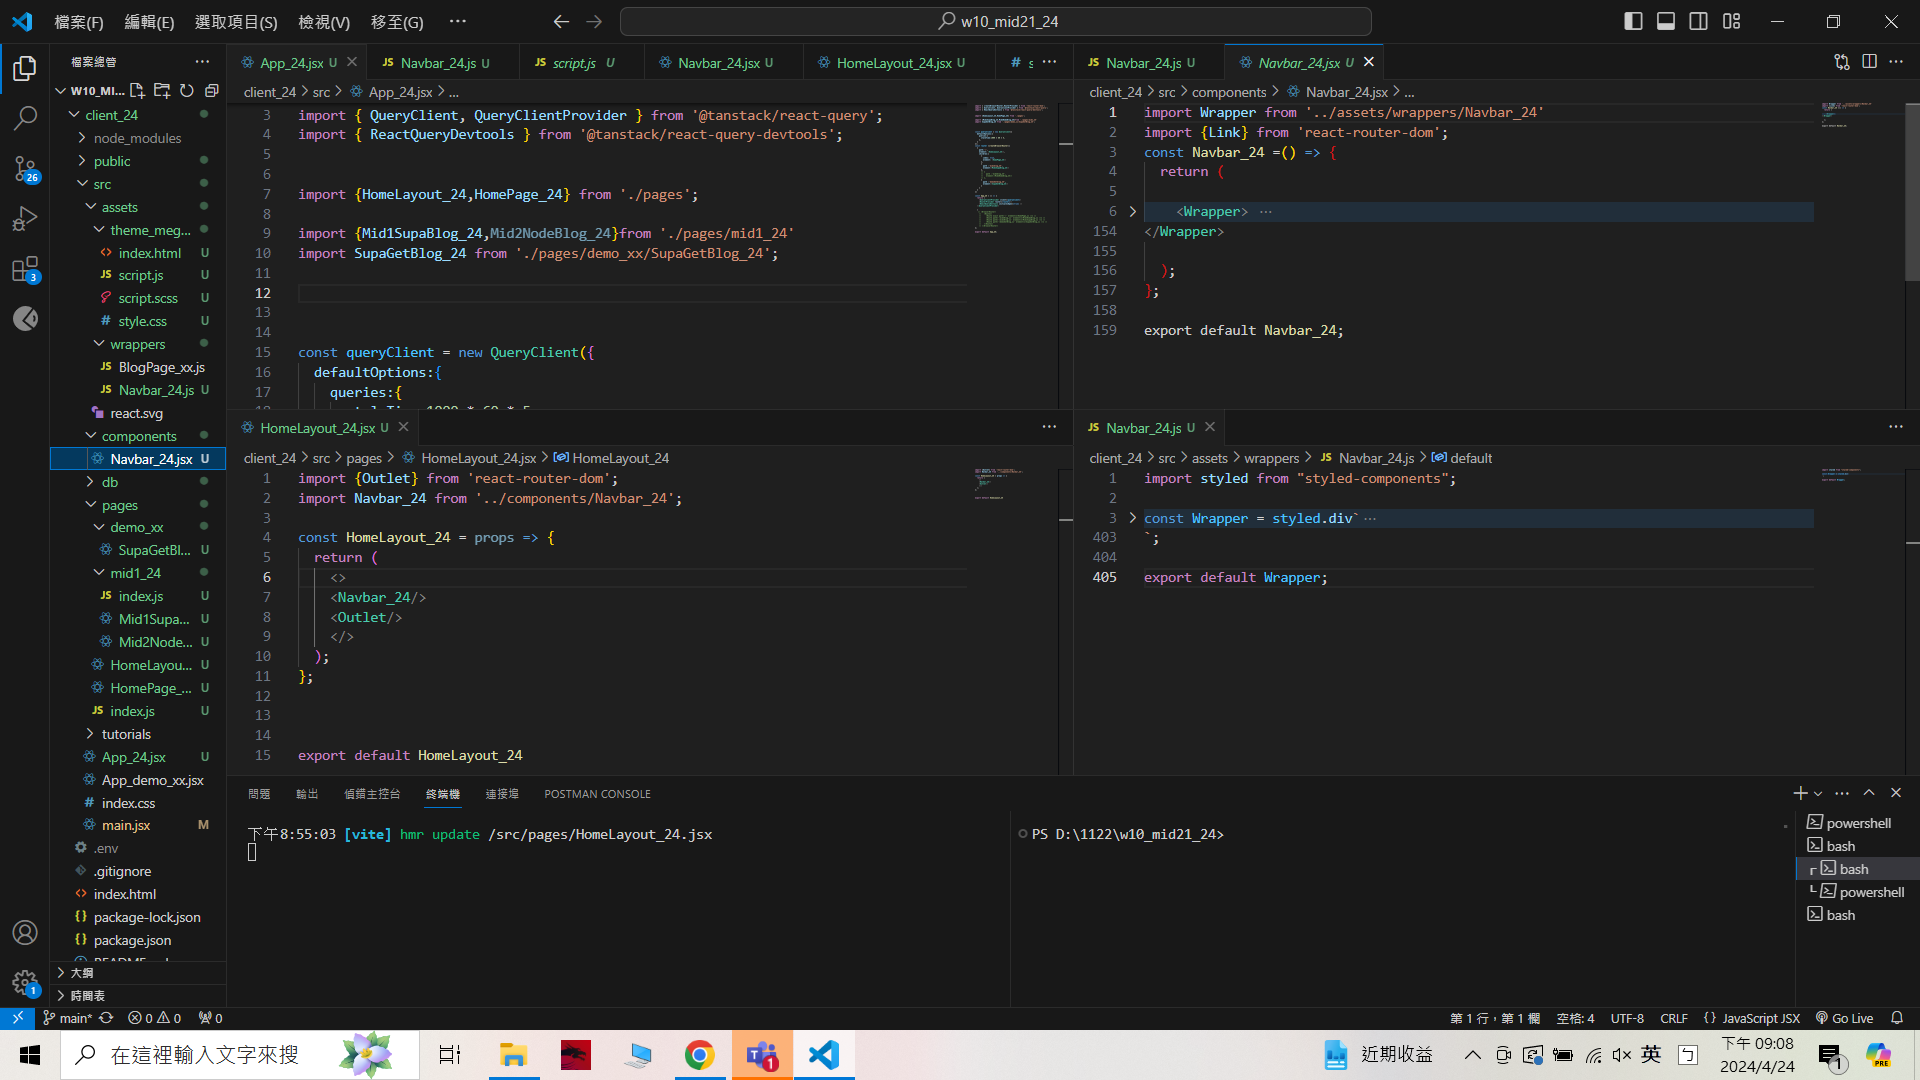 檔案(F) 編輯(E) 選取項目(S) 檢視(V) 移至(G) ··· w10_mid21_24
檔案總管
W10_MI...
client_24
node_modules
public
src
assets
theme_meg...
index.html U
script.js U
script.scss U
style.css U
wrappers
BlogPage_xx.js
Navbar_24.js U
react.svg
components
Navbar_24.jsx U
db
pages
demo_xx
SupaGetBl... U
mid1_24
index.js U
Mid1Supa... U
Mid2Node... U
HomeLayou... U
HomePage_... U
index.js U
tutorials
App_24.jsx U
App_demo_xx.jsx
index.css
main.jsx M
.env
.gitignore
index.html
package-lock.json
package.json
大綱
時間表
App_24.jsx U Navbar_24.js U script.js U Navbar_24.jsx U HomeLayout_24.jsx U # s ···
client_24 > src > App_24.jsx > ...
3 import { QueryClient, QueryClientProvider } from '@tanstack/react-query';
4 import { ReactQueryDevtools } from '@tanstack/react-query-devtools';
5
6
7 import {HomeLayout_24,HomePage_24} from './pages';
8
9 import {Mid1SupaBlog_24,Mid2NodeBlog_24}from './pages/mid1_24'
10 import SupaGetBlog_24 from './pages/demo_xx/SupaGetBlog_24';
11
12
13
14
15 const queryClient = new QueryClient({
16 defaultOptions:{
17 queries:{
Navbar_24.js U Navbar_24.jsx U
client_24 > src > components > Navbar_24.jsx > ...
1 import Wrapper from '../assets/wrappers/Navbar_24'
2 import {Link} from 'react-router-dom';
3 const Navbar_24 =() => {
4 return (
5
6 <Wrapper> ···
154 </Wrapper>
155
156 );
157 };
158
159 export default Navbar_24;
HomeLayout_24.jsx U
client_24 > src > pages > HomeLayout_24.jsx > HomeLayout_24
1 import {Outlet} from 'react-router-dom';
2 import Navbar_24 from '../components/Navbar_24';
3
4 const HomeLayout_24 = props => {
5 return (
6 <>
7 <Navbar_24/>
8 <Outlet/>
9 </>
10 );
11 };
12
13
14
15 export default HomeLayout_24
Navbar_24.js U
client_24 > src > assets > wrappers > Navbar_24.js > default
1 import styled from "styled-components";
2
3 const Wrapper = styled.div` ···
403 `;
404
405 export default Wrapper;
問題 輸出 偵錯主控台 終端機 連接埠 POSTMAN CONSOLE
下午8:55:03 [vite] hmr update /src/pages/HomeLayout_24.jsx
PS D:\1122\w10_mid21_24>
powershell
bash
bash
powershell
bash
26
3
1
main* 0 0 0 第 1 行，第 1 欄 空格: 4 UTF-8 CRLF {} JavaScript JSX Go Live
在這裡輸入文字來搜 近期收益 英 下午 09:08
2024/4/24